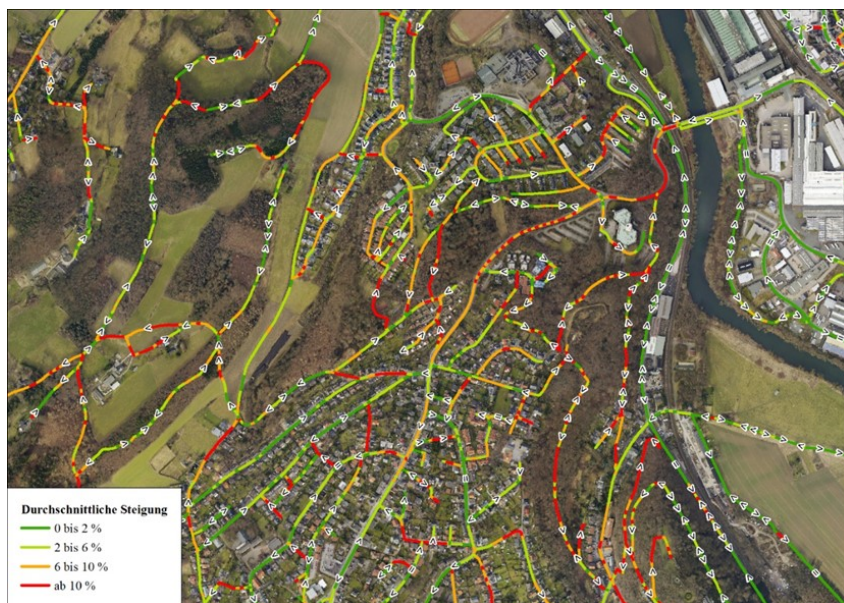 Durchschnittliche Steigung
0 bis 2 %
2 bis 6 %
6 bis 10 %
ab 10 %